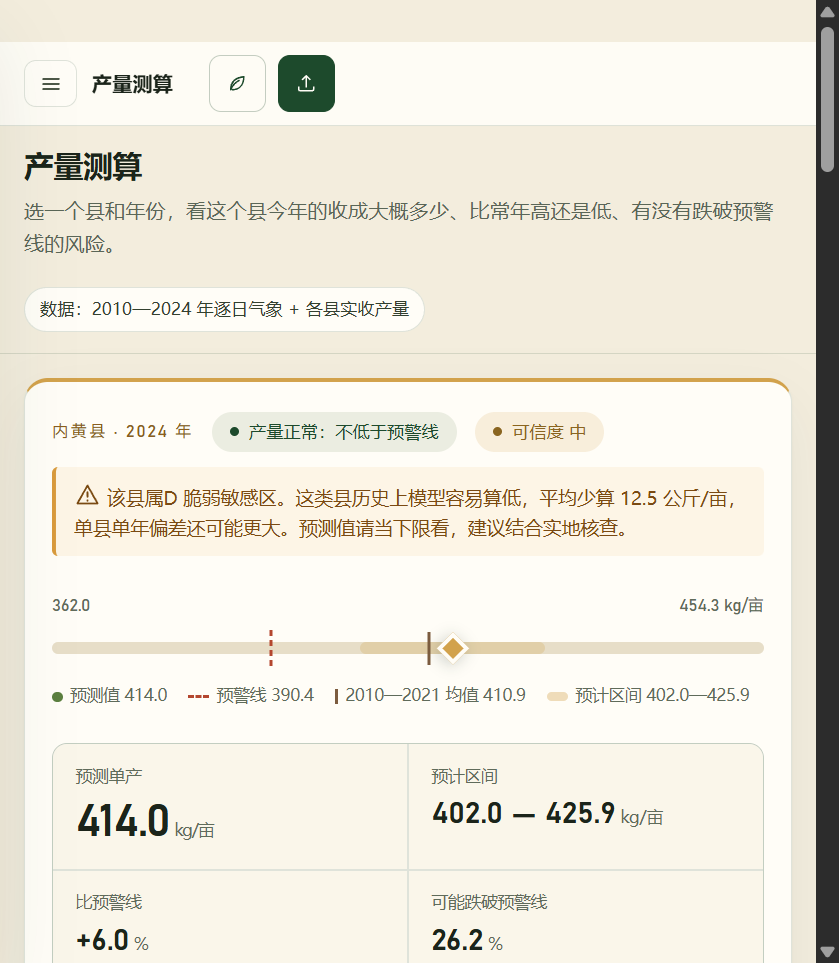 产量测算
产量测算
选一个县和年份，看这个县今年的收成大概多少、比常年高还是低、有没有跌破预警
线的风险。
数据：2010—2024 年逐日气象 + 各县实收产量
内黄县 · 2024 年
产量正常：不低于预警线
可信度 中
该县属D 脆弱敏感区。这类县历史上模型容易算低，平均少算 12.5 公斤/亩，
单县单年偏差还可能更大。预测值请当下限看，建议结合实地核查。
362.0
454.3 kg/亩
预测值 414.0
预警线 390.4
2010—2021 均值 410.9
预计区间 402.0—425.9
预测单产
414.0 kg/亩
预计区间
402.0 — 425.9 kg/亩
比预警线
+6.0 %
可能跌破预警线
26.2 %